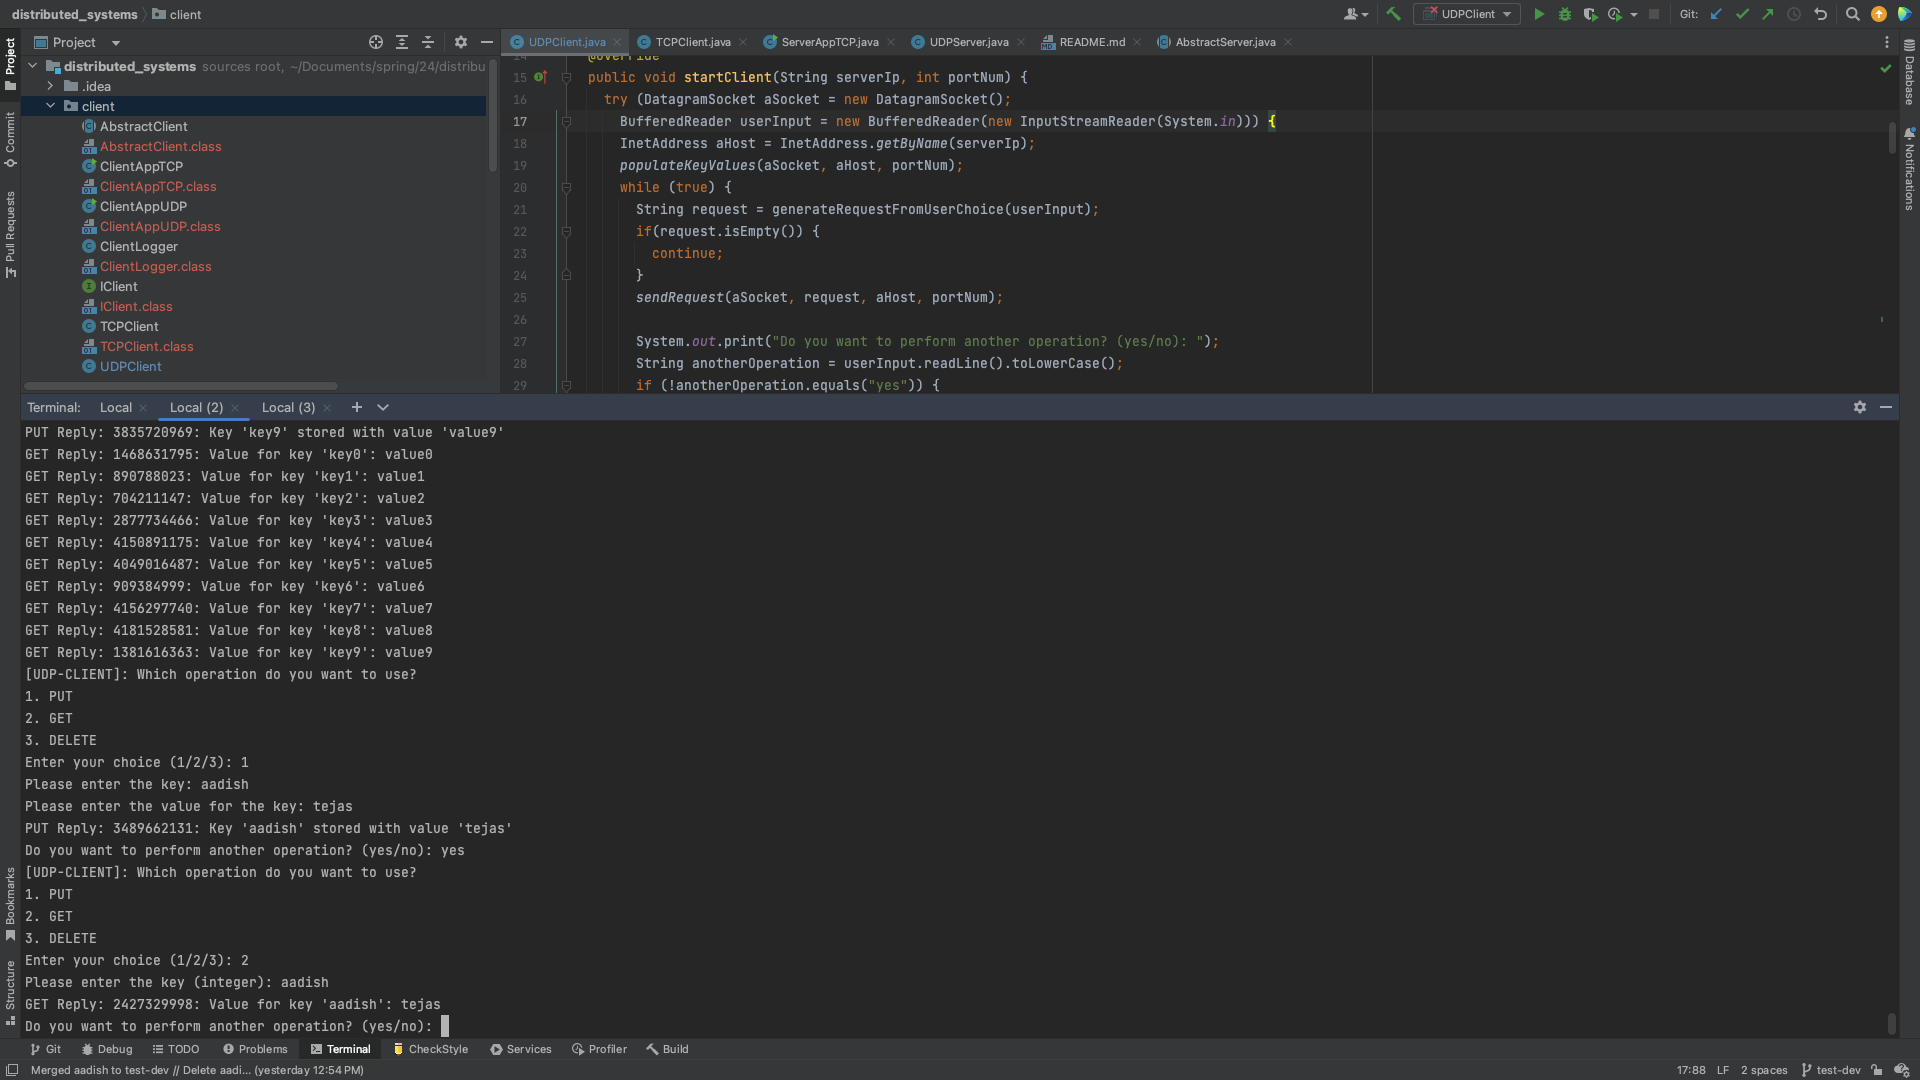 distributed_systems client
UDPClient
Git:
Project
UDPClient.java TCPClient.java ServerAppTCP.java UDPServer.java README.md AbstractServer.java
distributed_systems sources root, ~/Documents/spring/24/distribu
.idea
client
AbstractClient
AbstractClient.class
ClientAppTCP
ClientAppTCP.class
ClientAppUDP
ClientAppUDP.class
ClientLogger
ClientLogger.class
IClient
IClient.class
TCPClient
TCPClient.class
UDPClient
Project
Commit
Pull Requests
Bookmarks
Structure
Database
Notifications
14 @Override
15 public void startClient(String serverIp, int portNum) {
16 try (DatagramSocket aSocket = new DatagramSocket();
17 BufferedReader userInput = new BufferedReader(new InputStreamReader(System.in))) {
18 InetAddress aHost = InetAddress.getByName(serverIp);
19 populateKeyValues(aSocket, aHost, portNum);
20 while (true) {
21 String request = generateRequestFromUserChoice(userInput);
22 if(request.isEmpty()) {
23 continue;
24 }
25 sendRequest(aSocket, request, aHost, portNum);
26
27 System.out.print("Do you want to perform another operation? (yes/no): ");
28 String anotherOperation = userInput.readLine().toLowerCase();
29 if (!anotherOperation.equals("yes")) {
Terminal: Local Local (2) Local (3)
PUT Reply: 3835720969: Key 'key9' stored with value 'value9'
GET Reply: 1468631795: Value for key 'key0': value0
GET Reply: 890788023: Value for key 'key1': value1
GET Reply: 704211147: Value for key 'key2': value2
GET Reply: 2877734466: Value for key 'key3': value3
GET Reply: 4150891175: Value for key 'key4': value4
GET Reply: 4049016487: Value for key 'key5': value5
GET Reply: 909384999: Value for key 'key6': value6
GET Reply: 4156297740: Value for key 'key7': value7
GET Reply: 4181528581: Value for key 'key8': value8
GET Reply: 1381616363: Value for key 'key9': value9
[UDP-CLIENT]: Which operation do you want to use?
1. PUT
2. GET
3. DELETE
Enter your choice (1/2/3): 1
Please enter the key: aadish
Please enter the value for the key: tejas
PUT Reply: 3489662131: Key 'aadish' stored with value 'tejas'
Do you want to perform another operation? (yes/no): yes
[UDP-CLIENT]: Which operation do you want to use?
1. PUT
2. GET
3. DELETE
Enter your choice (1/2/3): 2
Please enter the key (integer): aadish
GET Reply: 2427329998: Value for key 'aadish': tejas
Do you want to perform another operation? (yes/no):
Git Debug TODO Problems Terminal CheckStyle Services Profiler Build
Merged aadish to test-dev // Delete aadi... (yesterday 12:54 PM) 17:88 LF 2 spaces test-dev